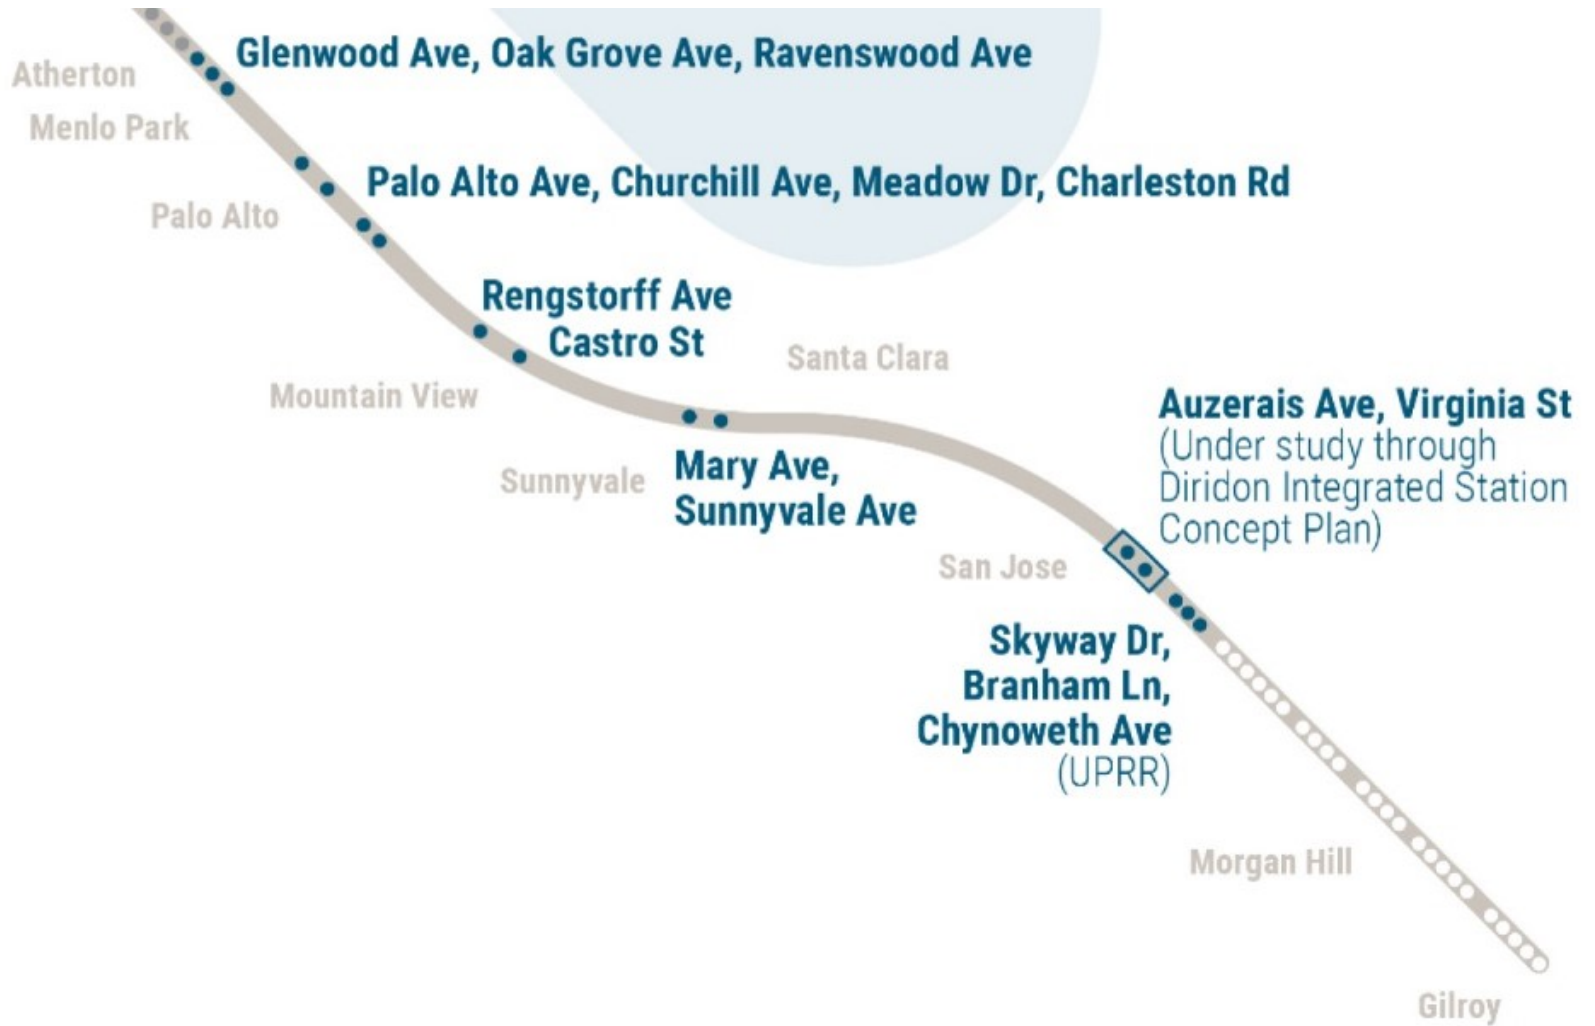 Glenwood Ave, Oak Grove Ave, Ravenswood Ave
Atherton
Menlo Park
Palo Alto Ave, Churchill Ave, Meadow Dr, Charleston Rd
Palo Alto
Rengstorff Ave
Castro St
Santa Clara
Mountain View
Auzerais Ave, Virginia St
(Under study through
Diridon Integrated Station
Concept Plan)
Mary Ave,
Sunnyvale Ave
Sunnyvale
San Jose
Skyway Dr,
Branham Ln,
Chynoweth Ave
(UPRR)
Morgan Hill
Gilroy